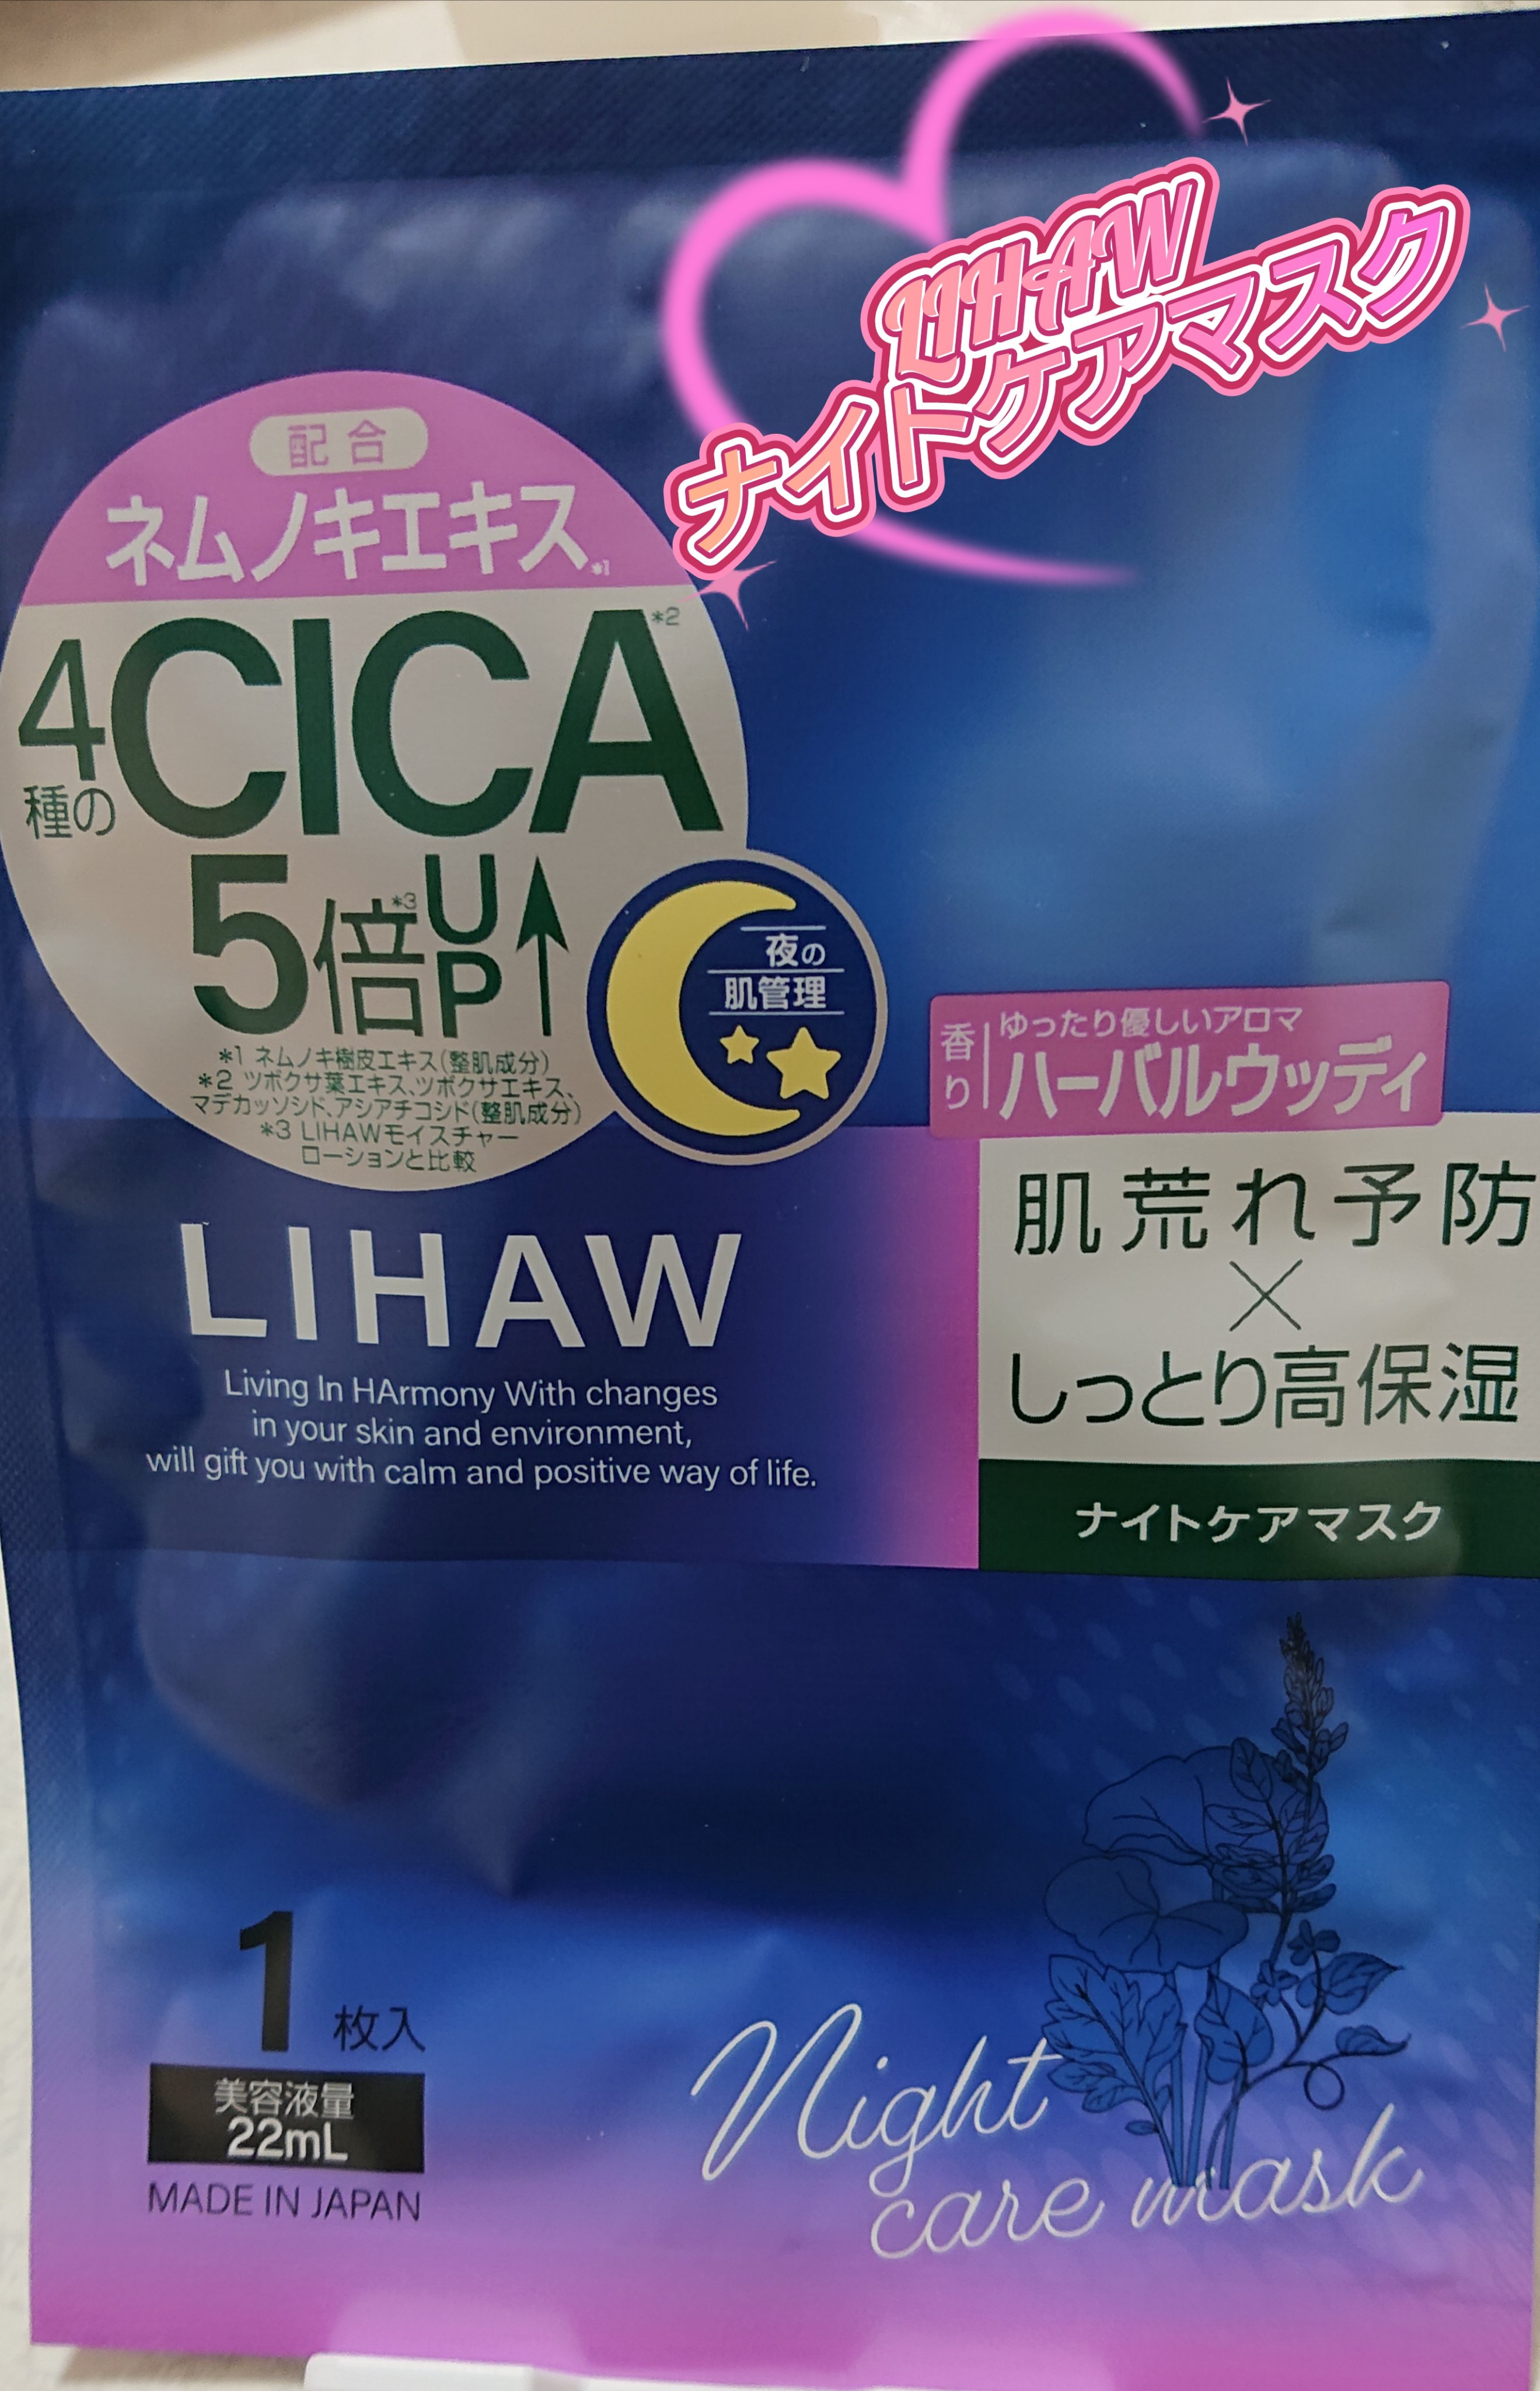 LIHAW
ナイトケアマスク
配合
ネムノキエキス*1
4種のCICA*2
5倍*3UP↑
*1 ネムノキ樹皮エキス(整肌成分)
*2 ツボクサ葉エキス、ツボクサエキス、
マデカッソシド、アシアチコシド(整肌成分)
*3 LIHAWモイスチャー
ローションと比較
夜の
肌管理
香り
ゆったり優しいアロマ
ハーバルウッディ
肌荒れ予防
×
しっとり高保湿
ナイトケアマスク
LIHAW
Living In HArmony With changes
in your skin and environment,
will gift you with calm and positive way of life.
1枚入
美容液量
22mL
MADE IN JAPAN
Night
care mask